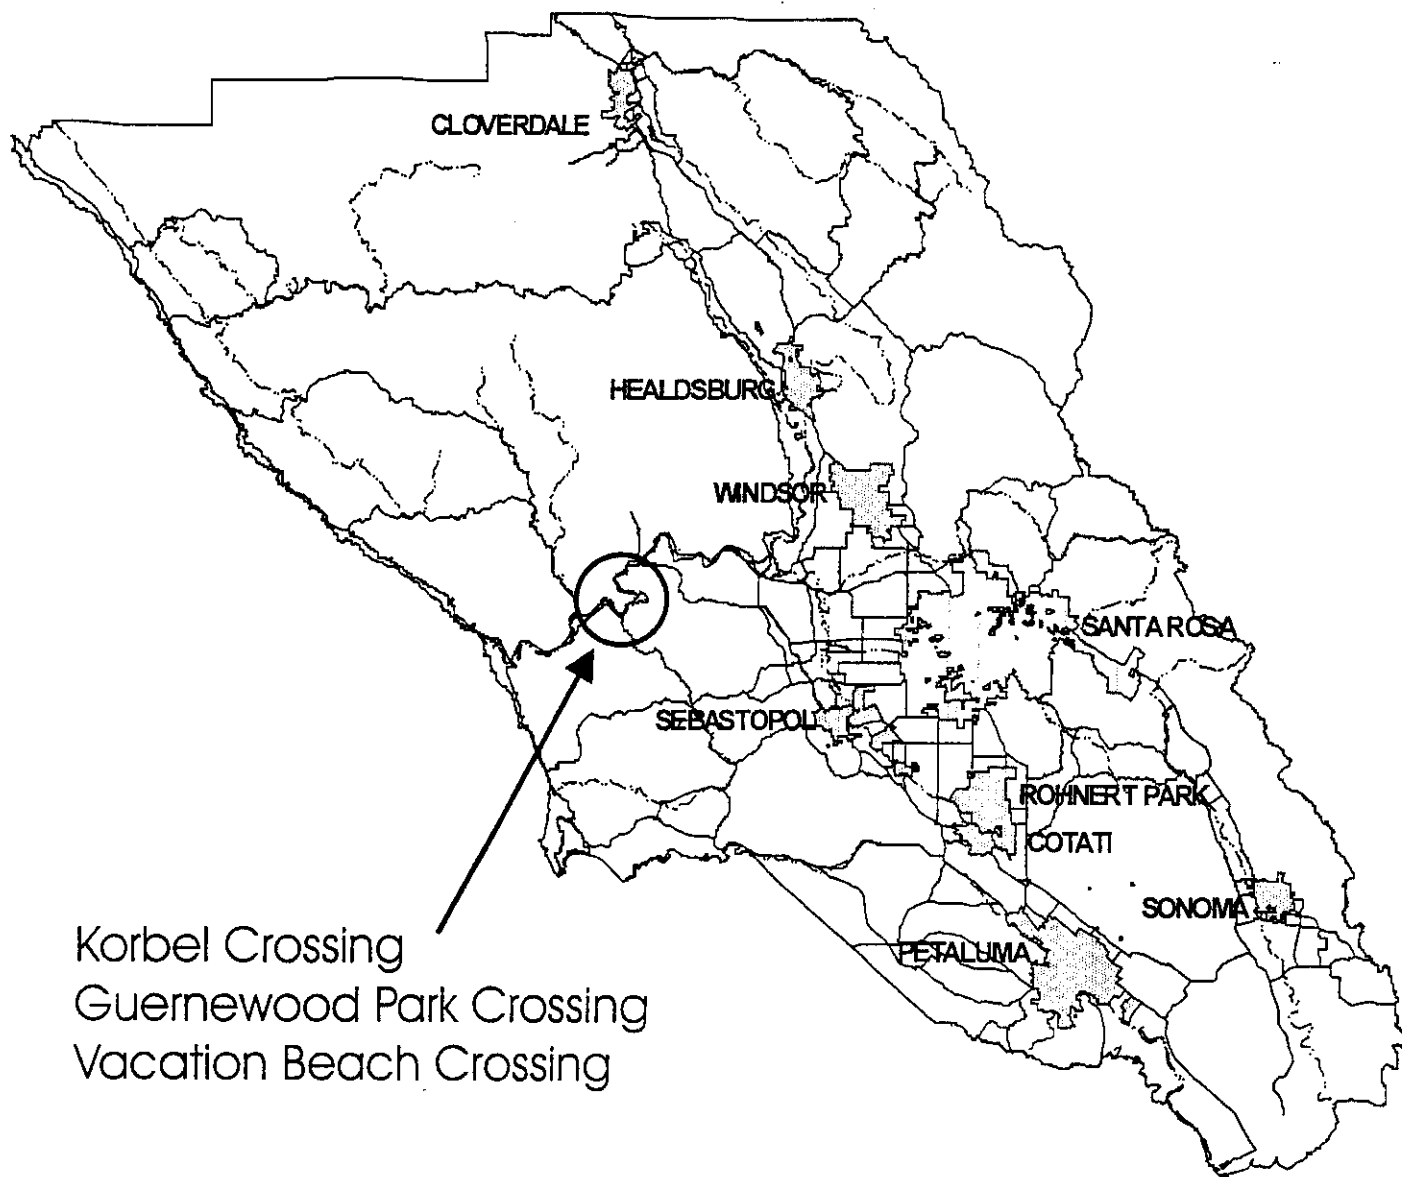 CLOVERDALE
HEALDSBURG
WINDSOR
SANTA ROSA
SEBASTOPOL
ROHNERT PARK
COTATI
SONOMA
PETALUMA
Korbel Crossing
Guernewood Park Crossing
Vacation Beach Crossing